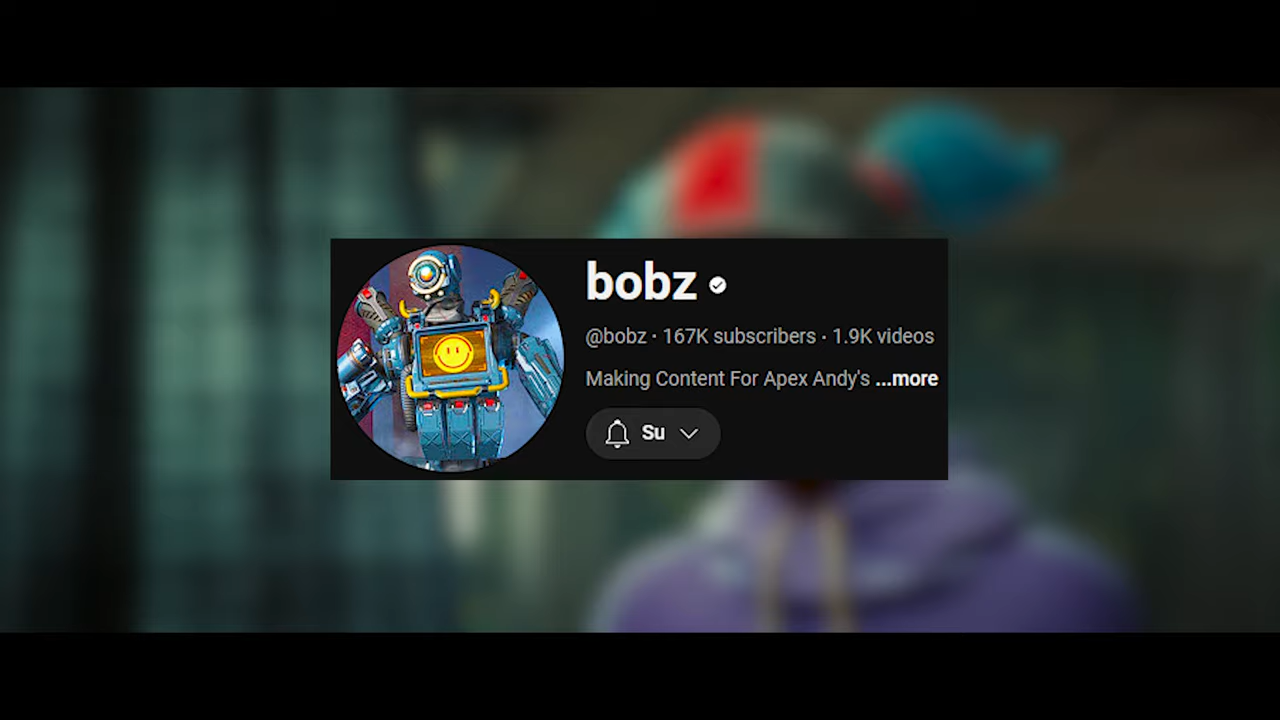 bobz
@bobz · 167K subscribers · 1.9K videos
Making Content For Apex Andy's ...more
Su